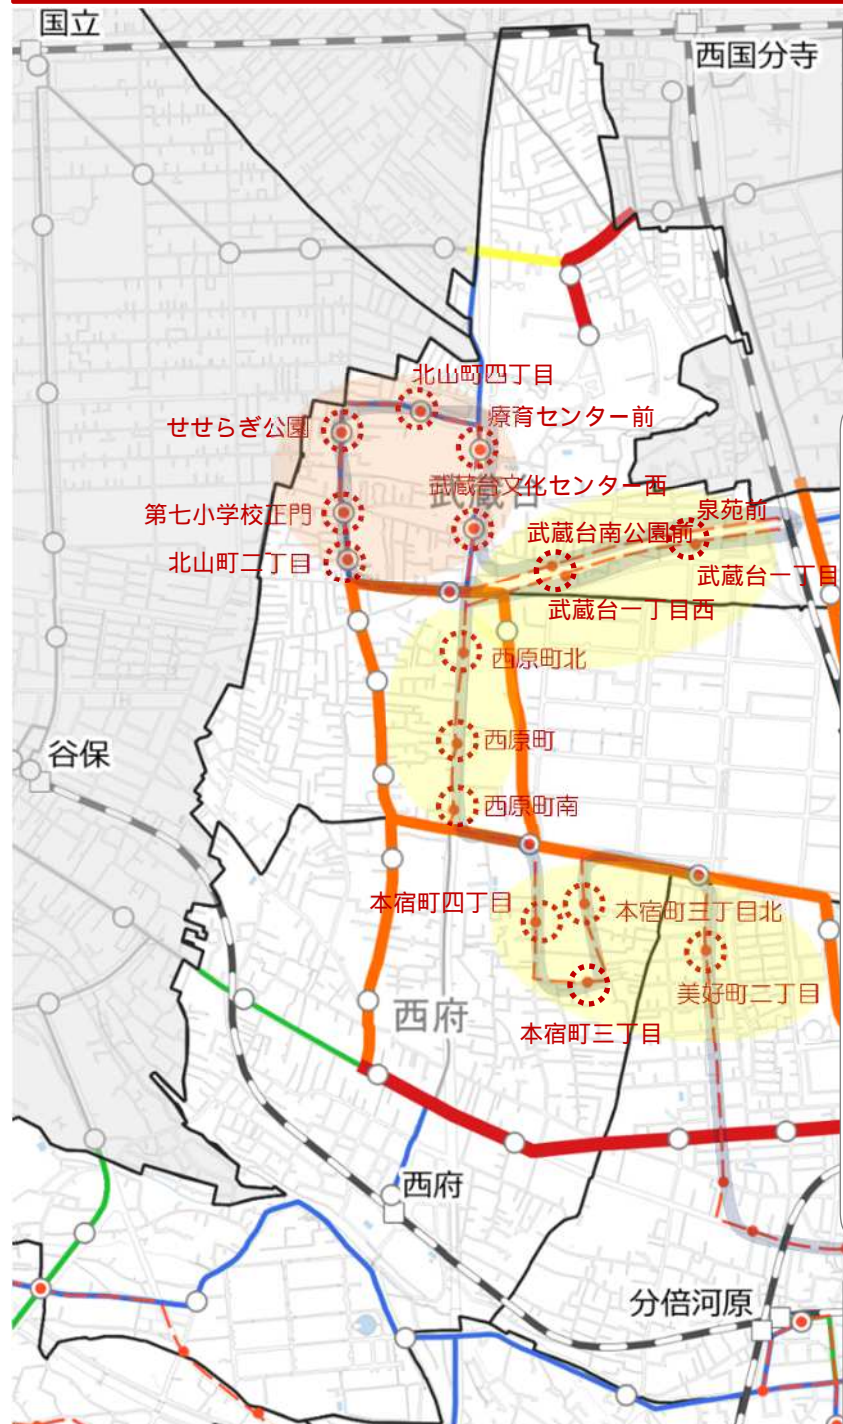 国立
西国分寺
北山町四丁目
せせらぎ公園
療育センター前
武蔵台文化センター西
武蔵台
第七小学校正門
泉苑前
武蔵台南公園前
北山町二丁目
武蔵台一丁目
武蔵台一丁目西
西原町北
谷保
西原町
西原町南
本宿町四丁目
本宿町三丁目北
美好町二丁目
西府
本宿町三丁目
西府
分倍河原